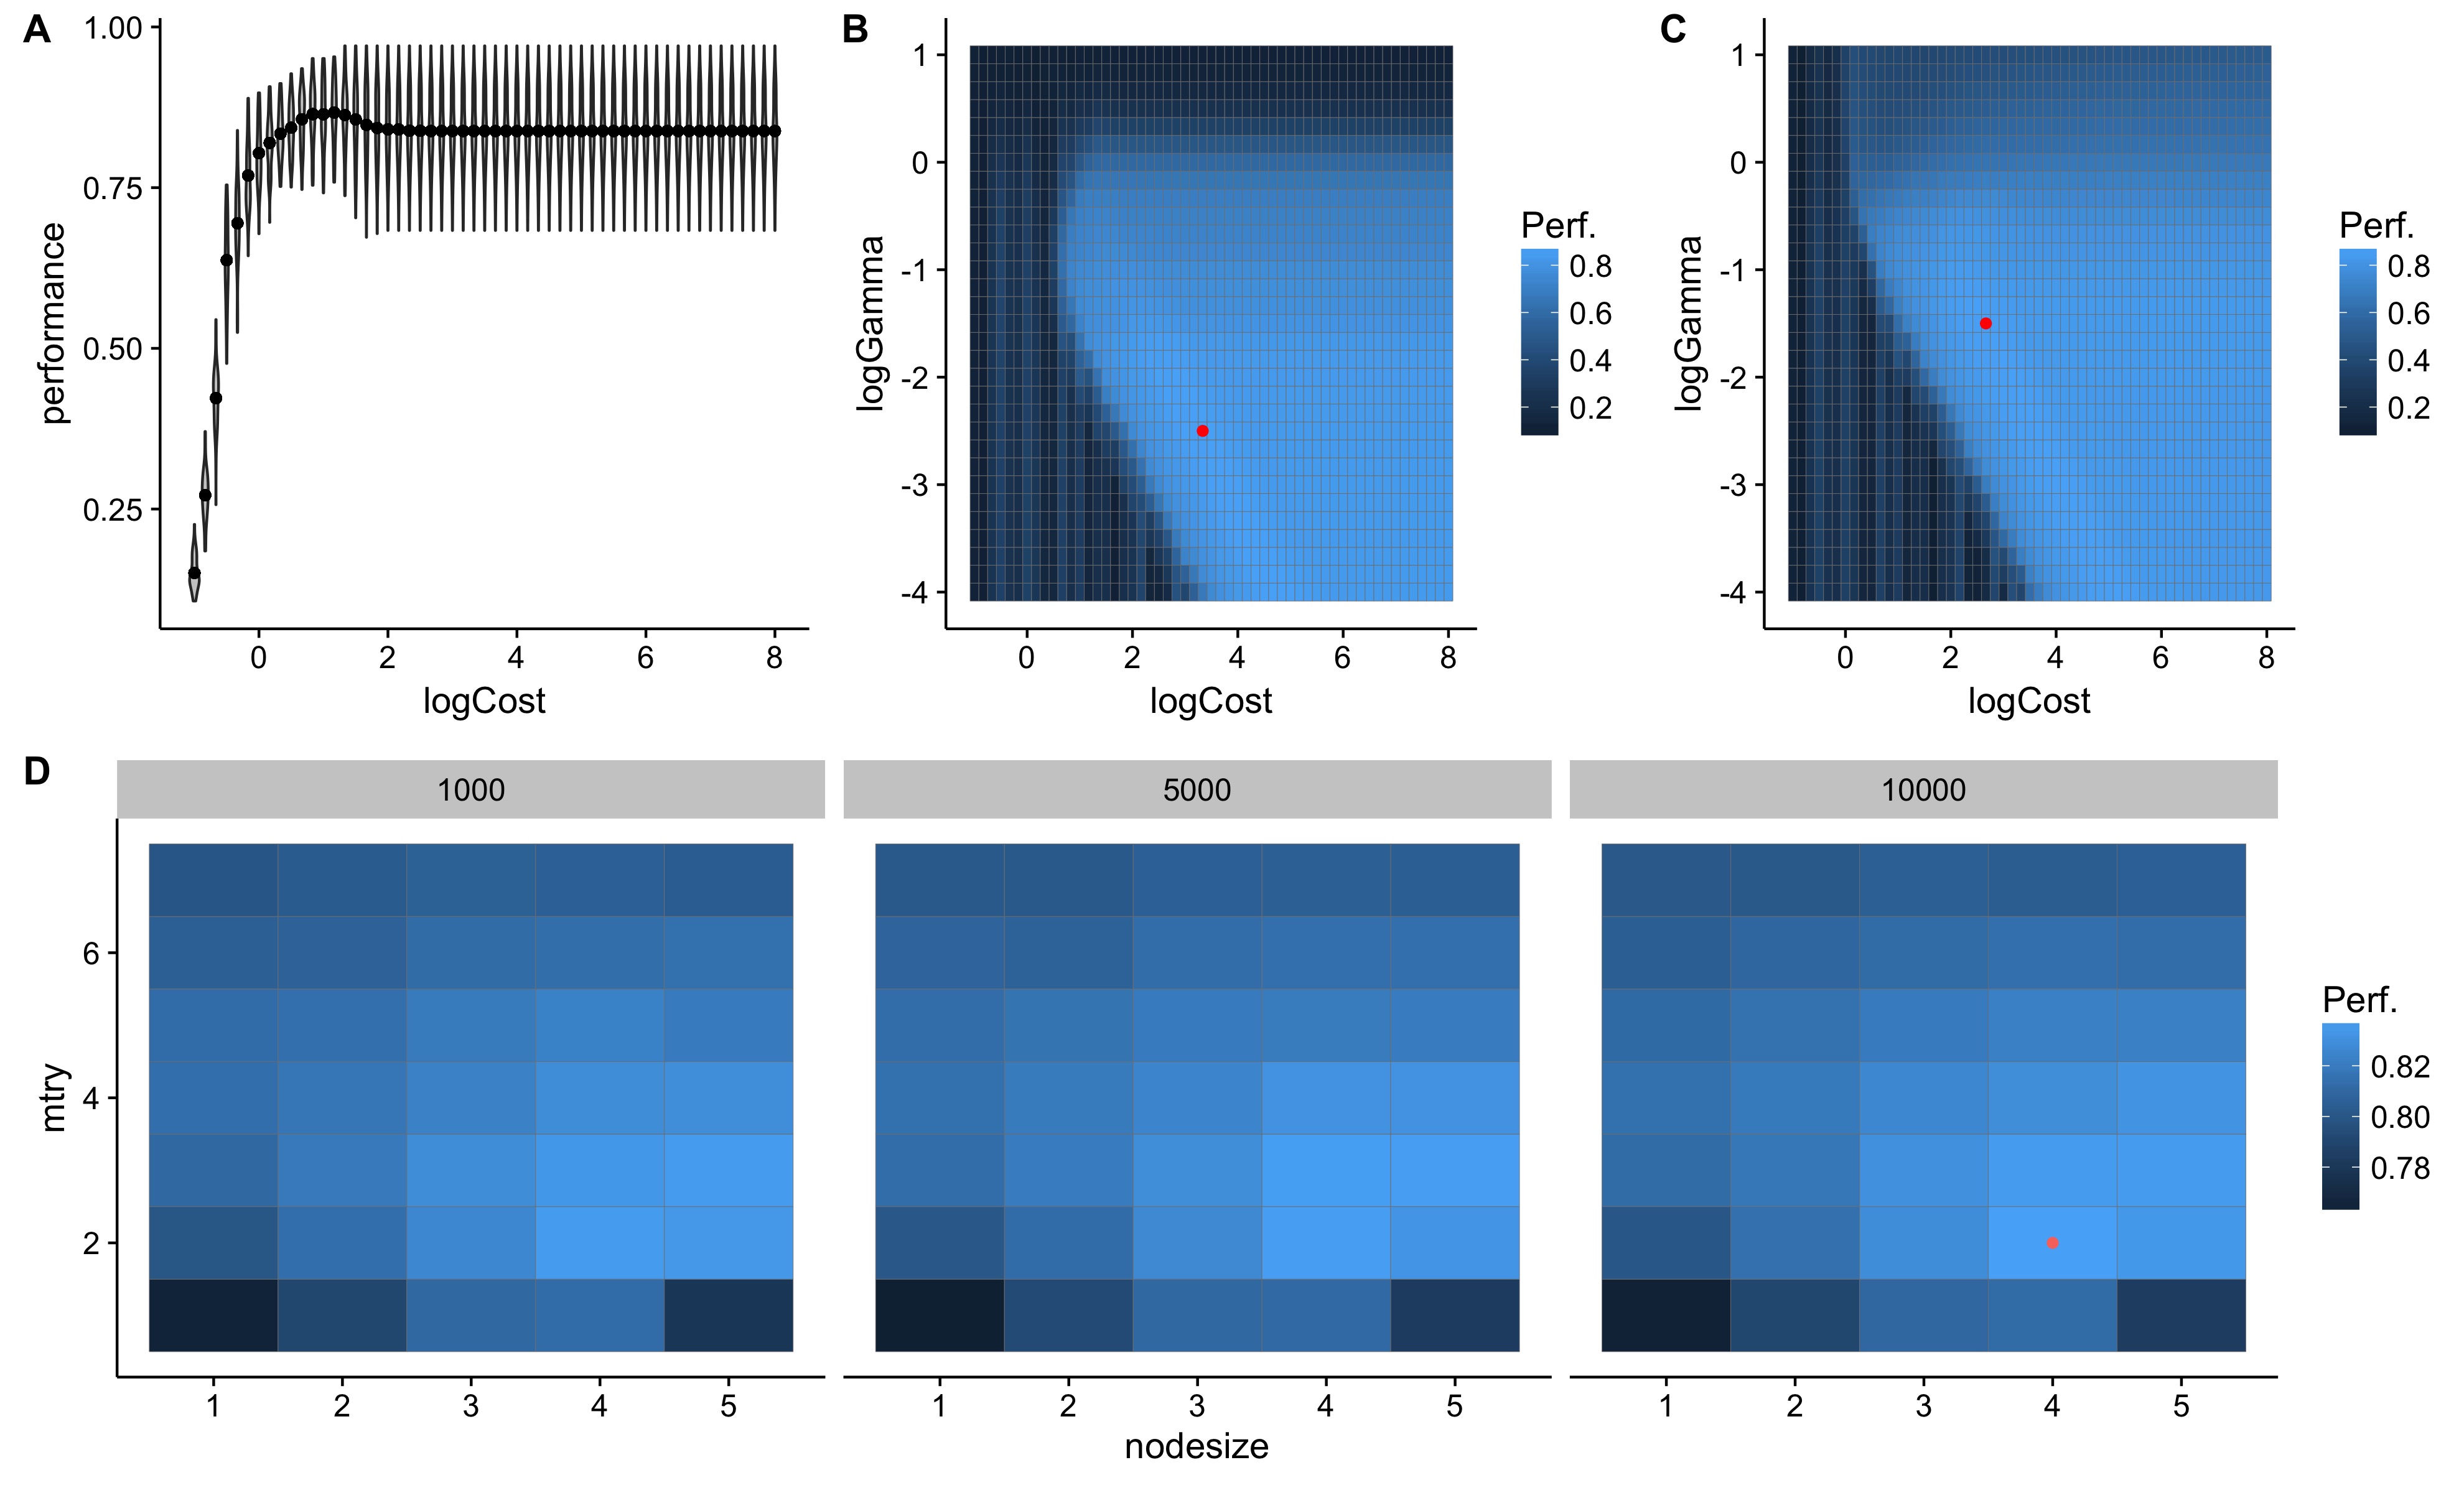 A
1.00
0.75
0.50
0.25
performance
0 2 4 6 8
logCost
B
1
0
-1
-2
-3
-4
logGamma
0 2 4 6 8
logCost
Perf.
0.8
0.6
0.4
0.2
C
1
0
-1
-2
-3
-4
logGamma
0 2 4 6 8
logCost
Perf.
0.8
0.6
0.4
0.2
D
1000 5000 10000
6
4
2
mtry
1 2 3 4 5 1 2 3 4 5 1 2 3 4 5
nodesize
Perf.
0.82
0.80
0.78